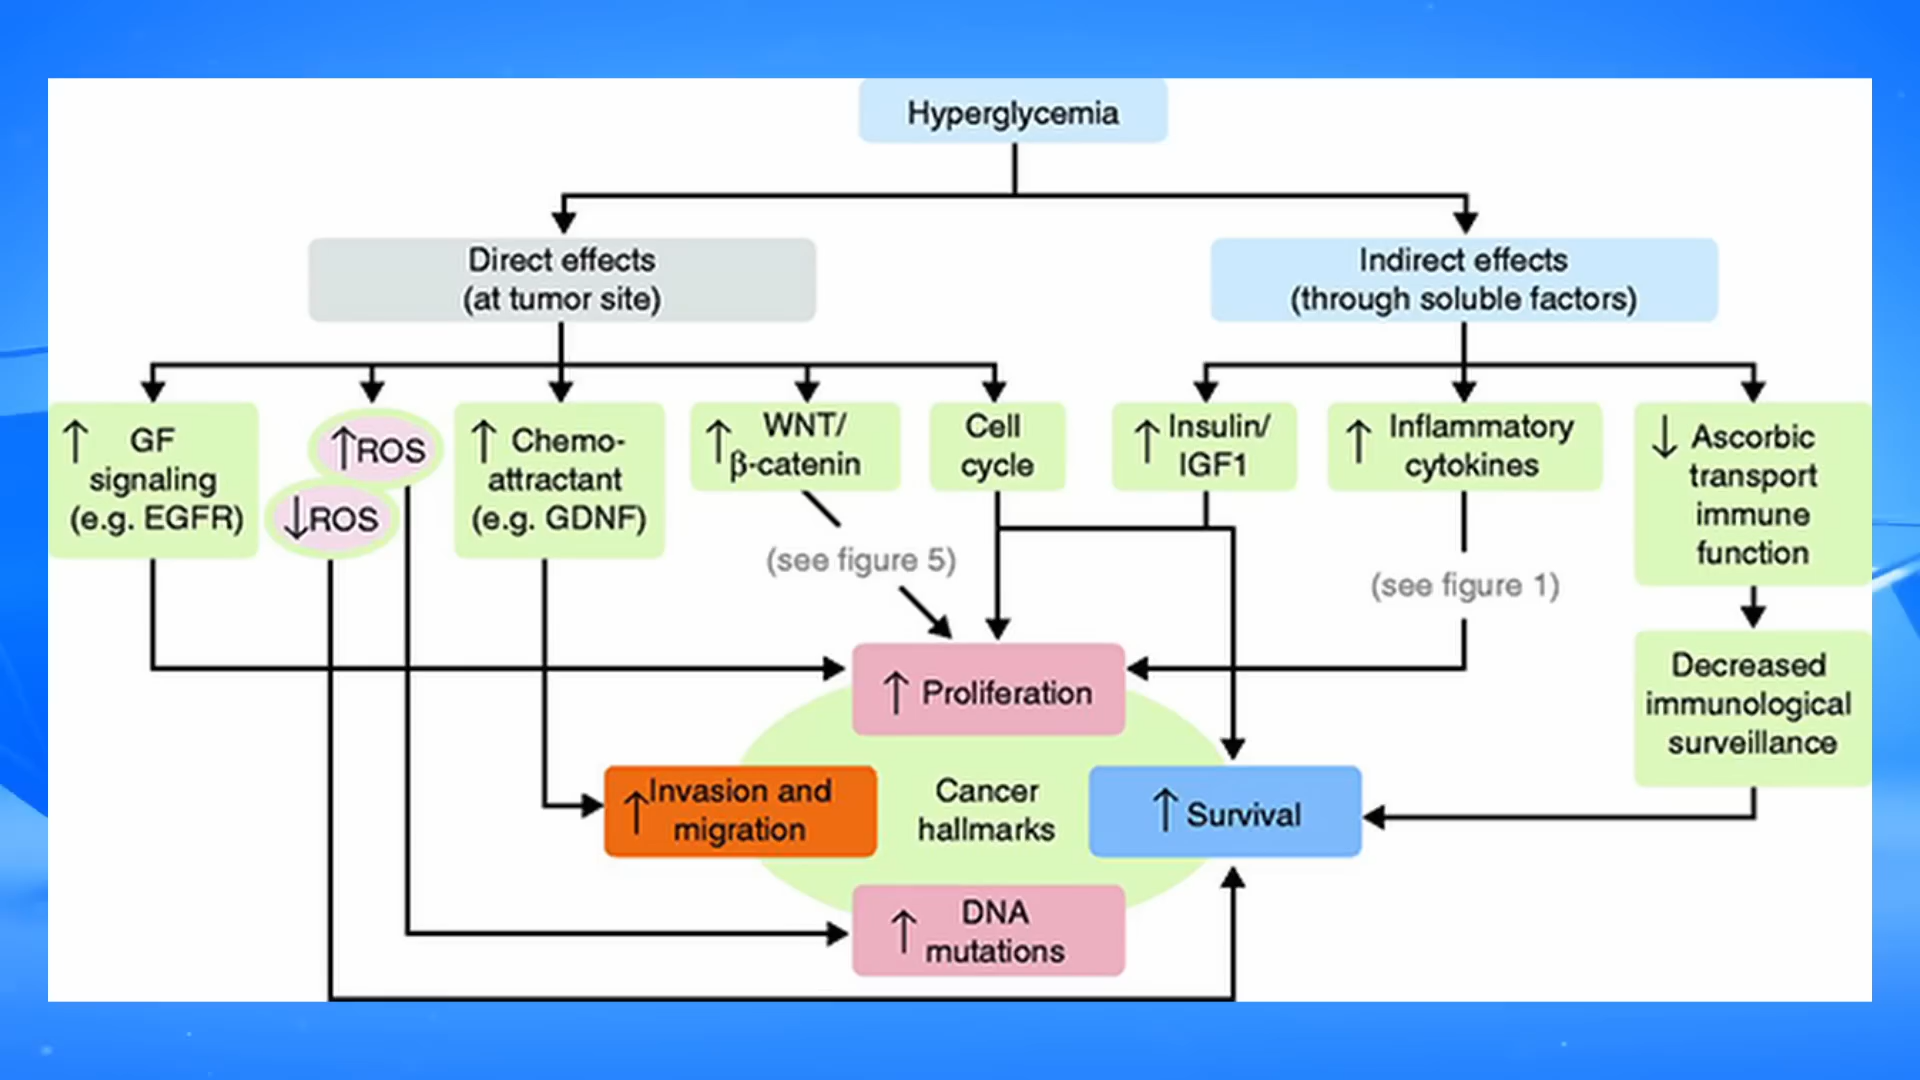 Hyperglycemia
Direct effects
(at tumor site)
Indirect effects
(through soluble factors)
↑ GF
signaling
(e.g. EGFR)
↑ROS
↓ROS
↑ Chemo-
attractant
(e.g. GDNF)
↑ WNT/
β-catenin
Cell
cycle
↑ Insulin/
IGF1
↑ Inflammatory
cytokines
↓ Ascorbic
transport
immune
function
(see figure 5)
(see figure 1)
Decreased
immunological
surveillance
↑ Proliferation
↑ Invasion and
migration
Cancer
hallmarks
↑ Survival
↑ DNA
mutations